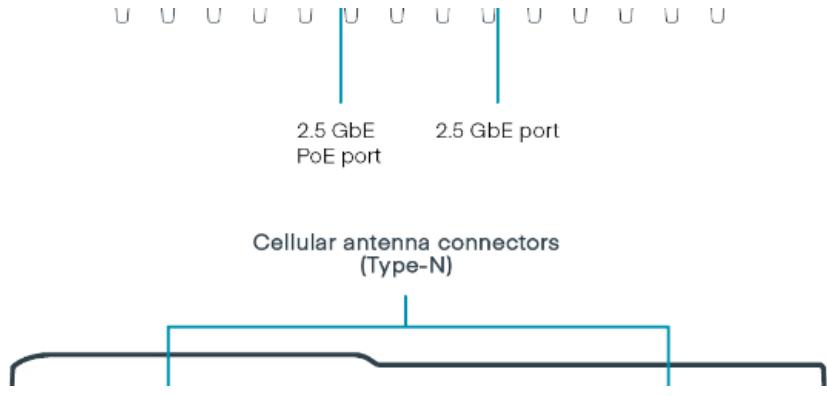 2.5 GbE
PoE port
2.5 GbE port
Cellular antenna connectors
(Type-N)